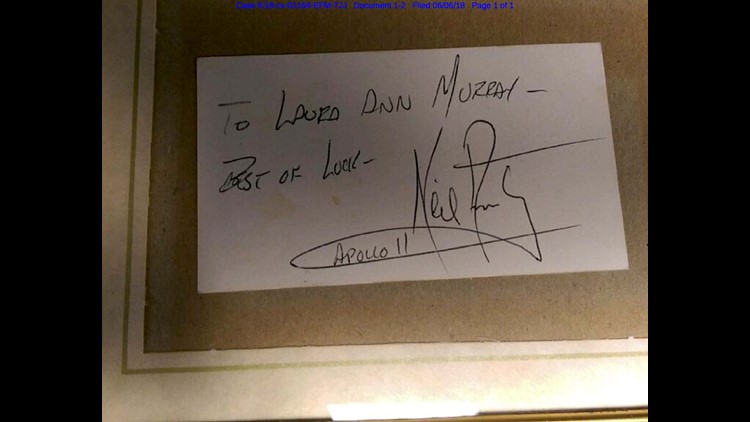 Document 1-2 Filed 06/06/18 Page 1 of 1
To LAURA ANN MURRAY—
BEST OF LUCK—
Neil
APOLLO 11